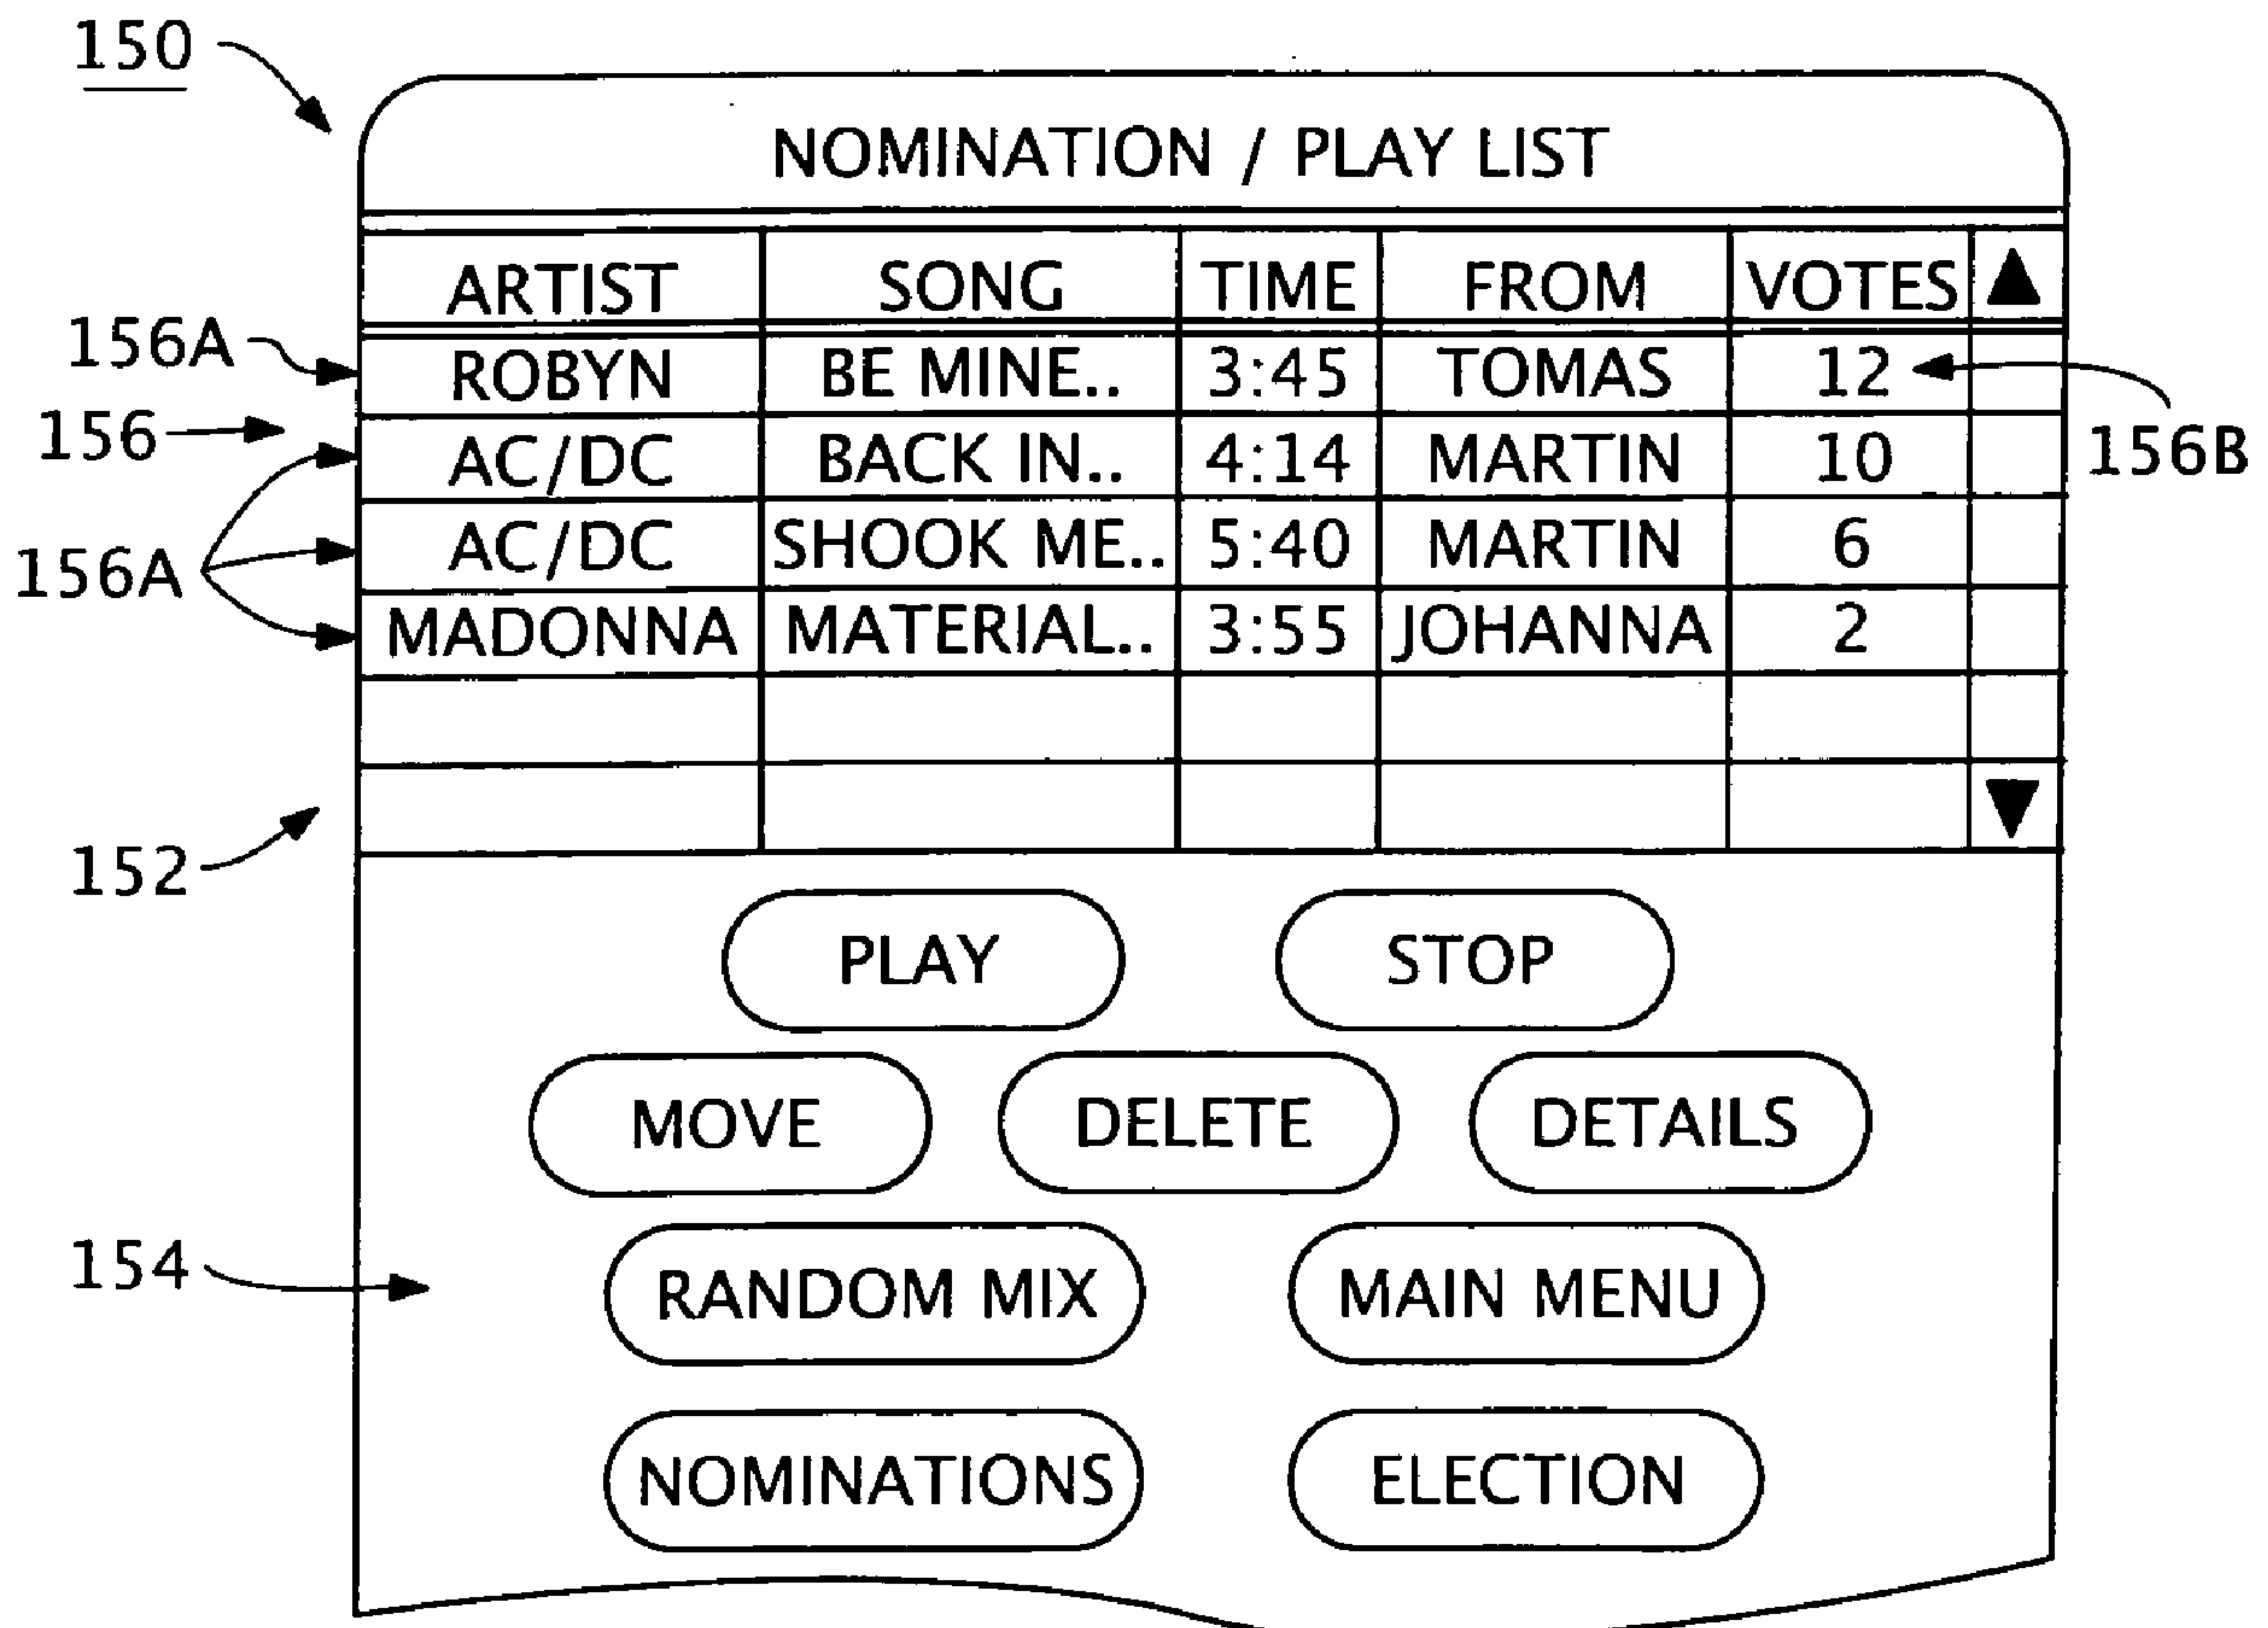 150
NOMINATION / PLAY LIST
ARTIST SONG TIME FROM VOTES
156A ROBYN BE MINE.. 3:45 TOMAS 12
156 AC/DC BACK IN.. 4:14 MARTIN 10 156B
156A AC/DC SHOOK ME.. 5:40 MARTIN 6
MADONNA MATERIAL.. 3:55 JOHANNA 2
152
PLAY STOP
MOVE DELETE DETAILS
154 RANDOM MIX MAIN MENU
NOMINATIONS ELECTION